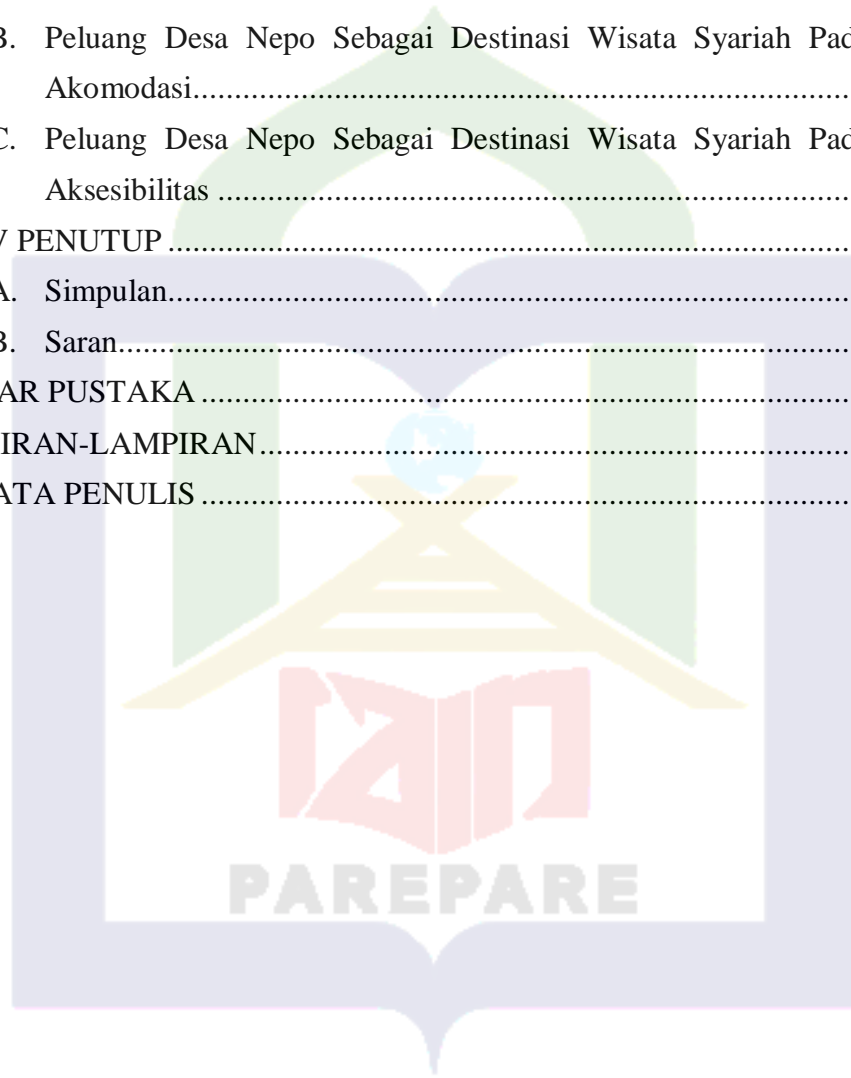 B. Peluang Desa Nepo Sebagai Destinasi Wisata Syariah Pad
Akomodasi........................................................................
C. Peluang Desa Nepo Sebagai Destinasi Wisata Syariah Pad
Aksesibilitas ........................................................................
V PENUTUP ........................................................................
A. Simpulan........................................................................
B. Saran........................................................................
AR PUSTAKA ........................................................................
IRAN-LAMPIRAN........................................................................
ATA PENULIS ........................................................................
iain
PAREPARE